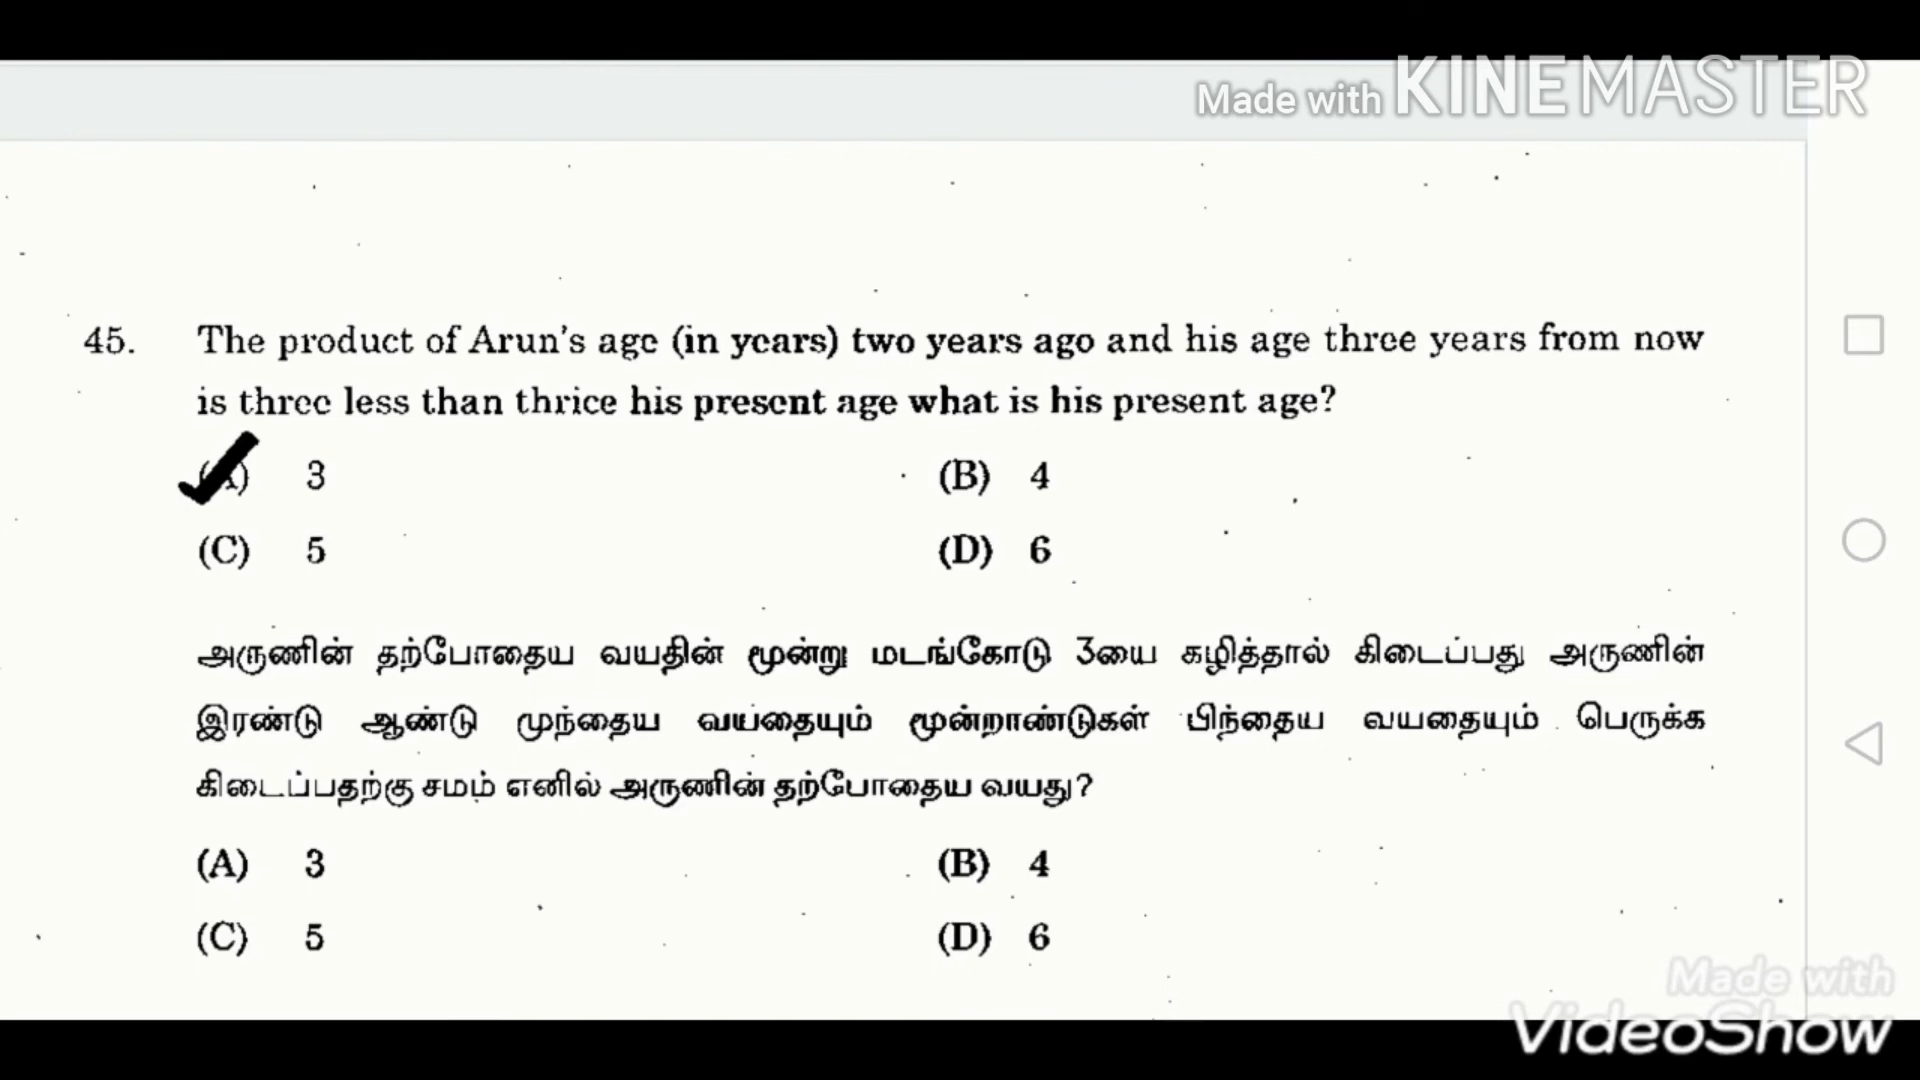 Made with KINEMASTER
45. The product of Arun's age (in years) two years ago and his age three years from now
is three less than thrice his present age what is his present age?
(A) 3 (B) 4
(C) 5 (D) 6
அருணின் தற்போதைய வயதின் மூன்று மடங்கோடு 3யை கழித்தால் கிடைப்பது அருணின்
இரண்டு ஆண்டு முந்தைய வயதையும் மூன்றாண்டுகள் பிந்தைய வயதையும் பெருக்க
கிடைப்பதற்கு சமம் எனில் அருணின் தற்போதைய வயது?
(A) 3 (B) 4
(C) 5 (D) 6
Made with
VideoShow